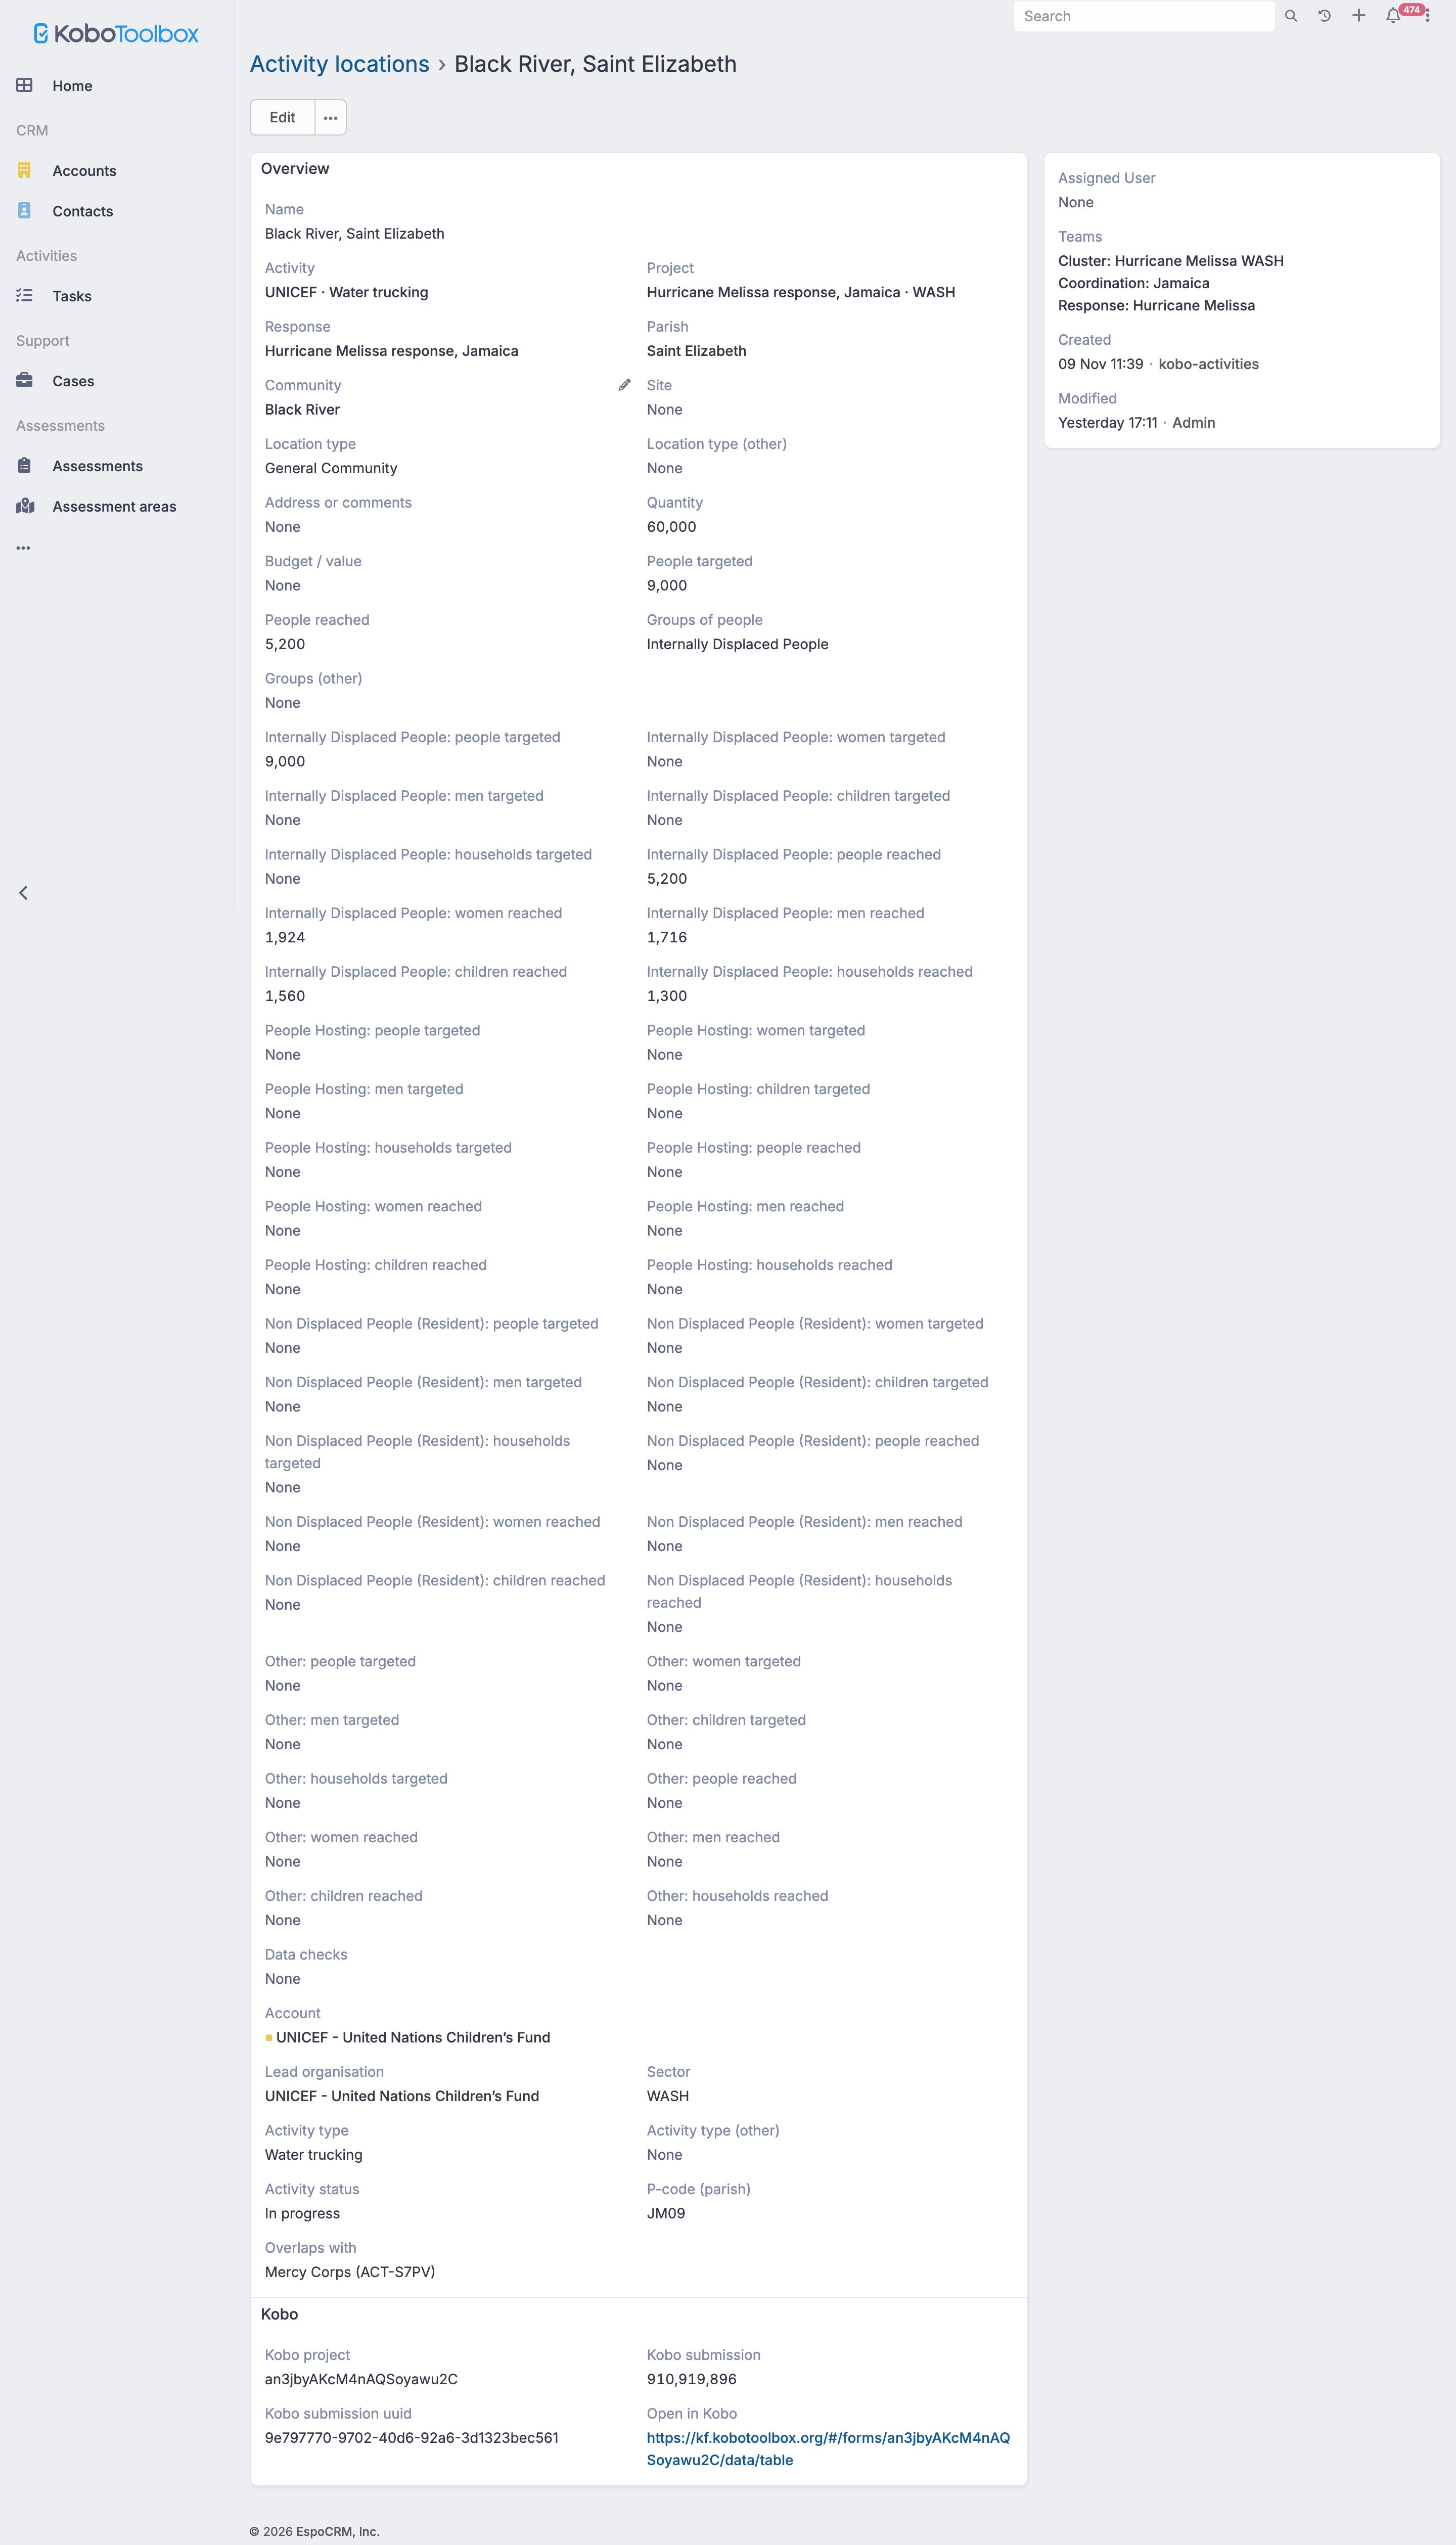 KoboToolbox
Search
474
Home
CRM
Accounts
Contacts
Activities
Tasks
Support
Cases
Assessments
Assessments
Assessment areas
Activity locations › Black River, Saint Elizabeth
Edit
Overview
Name
Black River, Saint Elizabeth
Activity
UNICEF · Water trucking
Project
Hurricane Melissa response, Jamaica · WASH
Response
Hurricane Melissa response, Jamaica
Parish
Saint Elizabeth
Community
Black River
Site
None
Location type
General Community
Location type (other)
None
Address or comments
None
Quantity
60,000
Budget / value
None
People targeted
9,000
People reached
5,200
Groups of people
Internally Displaced People
Groups (other)
None
Internally Displaced People: people targeted
9,000
Internally Displaced People: women targeted
None
Internally Displaced People: men targeted
None
Internally Displaced People: children targeted
None
Internally Displaced People: households targeted
None
Internally Displaced People: people reached
5,200
Internally Displaced People: women reached
1,924
Internally Displaced People: men reached
1,716
Internally Displaced People: children reached
1,560
Internally Displaced People: households reached
1,300
People Hosting: people targeted
None
People Hosting: women targeted
None
People Hosting: men targeted
None
People Hosting: children targeted
None
People Hosting: households targeted
None
People Hosting: people reached
None
People Hosting: women reached
None
People Hosting: men reached
None
People Hosting: children reached
None
People Hosting: households reached
None
Non Displaced People (Resident): people targeted
None
Non Displaced People (Resident): women targeted
None
Non Displaced People (Resident): men targeted
None
Non Displaced People (Resident): children targeted
None
Non Displaced People (Resident): households
targeted
None
Non Displaced People (Resident): people reached
None
Non Displaced People (Resident): women reached
None
Non Displaced People (Resident): men reached
None
Non Displaced People (Resident): children reached
None
Non Displaced People (Resident): households
reached
None
Other: people targeted
None
Other: women targeted
None
Other: men targeted
None
Other: children targeted
None
Other: households targeted
None
Other: people reached
None
Other: women reached
None
Other: men reached
None
Other: children reached
None
Other: households reached
None
Data checks
None
Account
UNICEF - United Nations Children’s Fund
Lead organisation
UNICEF - United Nations Children’s Fund
Sector
WASH
Activity type
Water trucking
Activity type (other)
None
Activity status
In progress
P-code (parish)
JM09
Overlaps with
Mercy Corps (ACT-S7PV)
Kobo
Kobo project
an3jbyAKcM4nAQSoyawu2C
Kobo submission
910,919,896
Kobo submission uuid
9e797770-9702-40d6-92a6-3d1323bec561
Open in Kobo
https://kf.kobotoolbox.org/#/forms/an3jbyAKcM4nAQ
Soyawu2C/data/table
Assigned User
None
Teams
Cluster: Hurricane Melissa WASH
Coordination: Jamaica
Response: Hurricane Melissa
Created
09 Nov 11:39 · kobo-activities
Modified
Yesterday 17:11 · Admin
© 2026 EspoCRM, Inc.